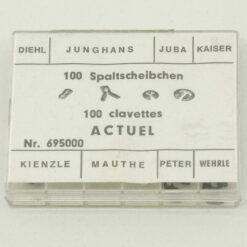 DIEHL JUNGHANS JUBA KAISER
100 Spaltscheibchen
100 clavettes
ACTUEL
Nr. 695000
KIENZLE MAUTHE PETER WEHRLE